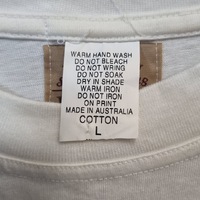 WARM HAND WASH
DO NOT BLEACH
DO NOT WRING
DO NOT SOAK
DRY IN SHADE
WARM IRON
DO NOT IRON
ON PRINT
MADE IN AUSTRALIA
COTTON
L